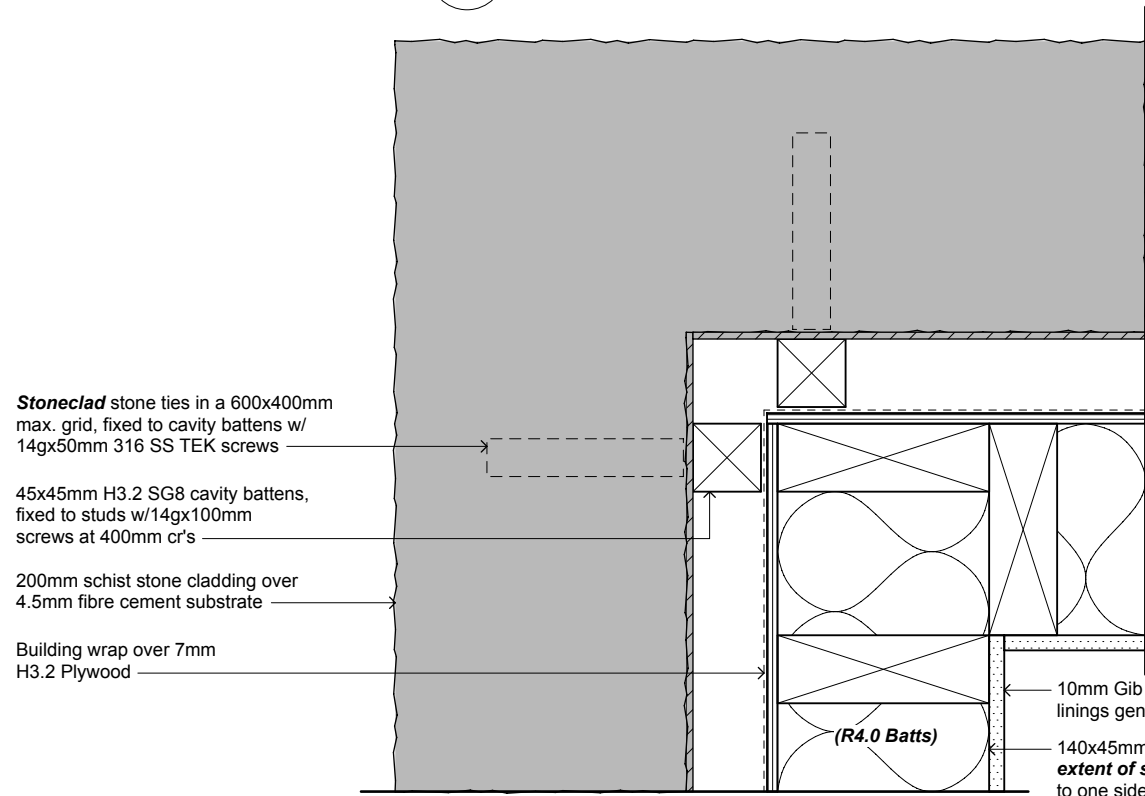 Stoneclad stone ties in a 600x400mm
max. grid, fixed to cavity battens w/
14gx50mm 316 SS TEK screws
45x45mm H3.2 SG8 cavity battens,
fixed to studs w/14gx100mm
screws at 400mm cr's
200mm schist stone cladding over
4.5mm fibre cement substrate
Building wrap over 7mm
H3.2 Plywood
(R4.0 Batts)
10mm Gib
linings gen
140x45mm
extent of s
to one side